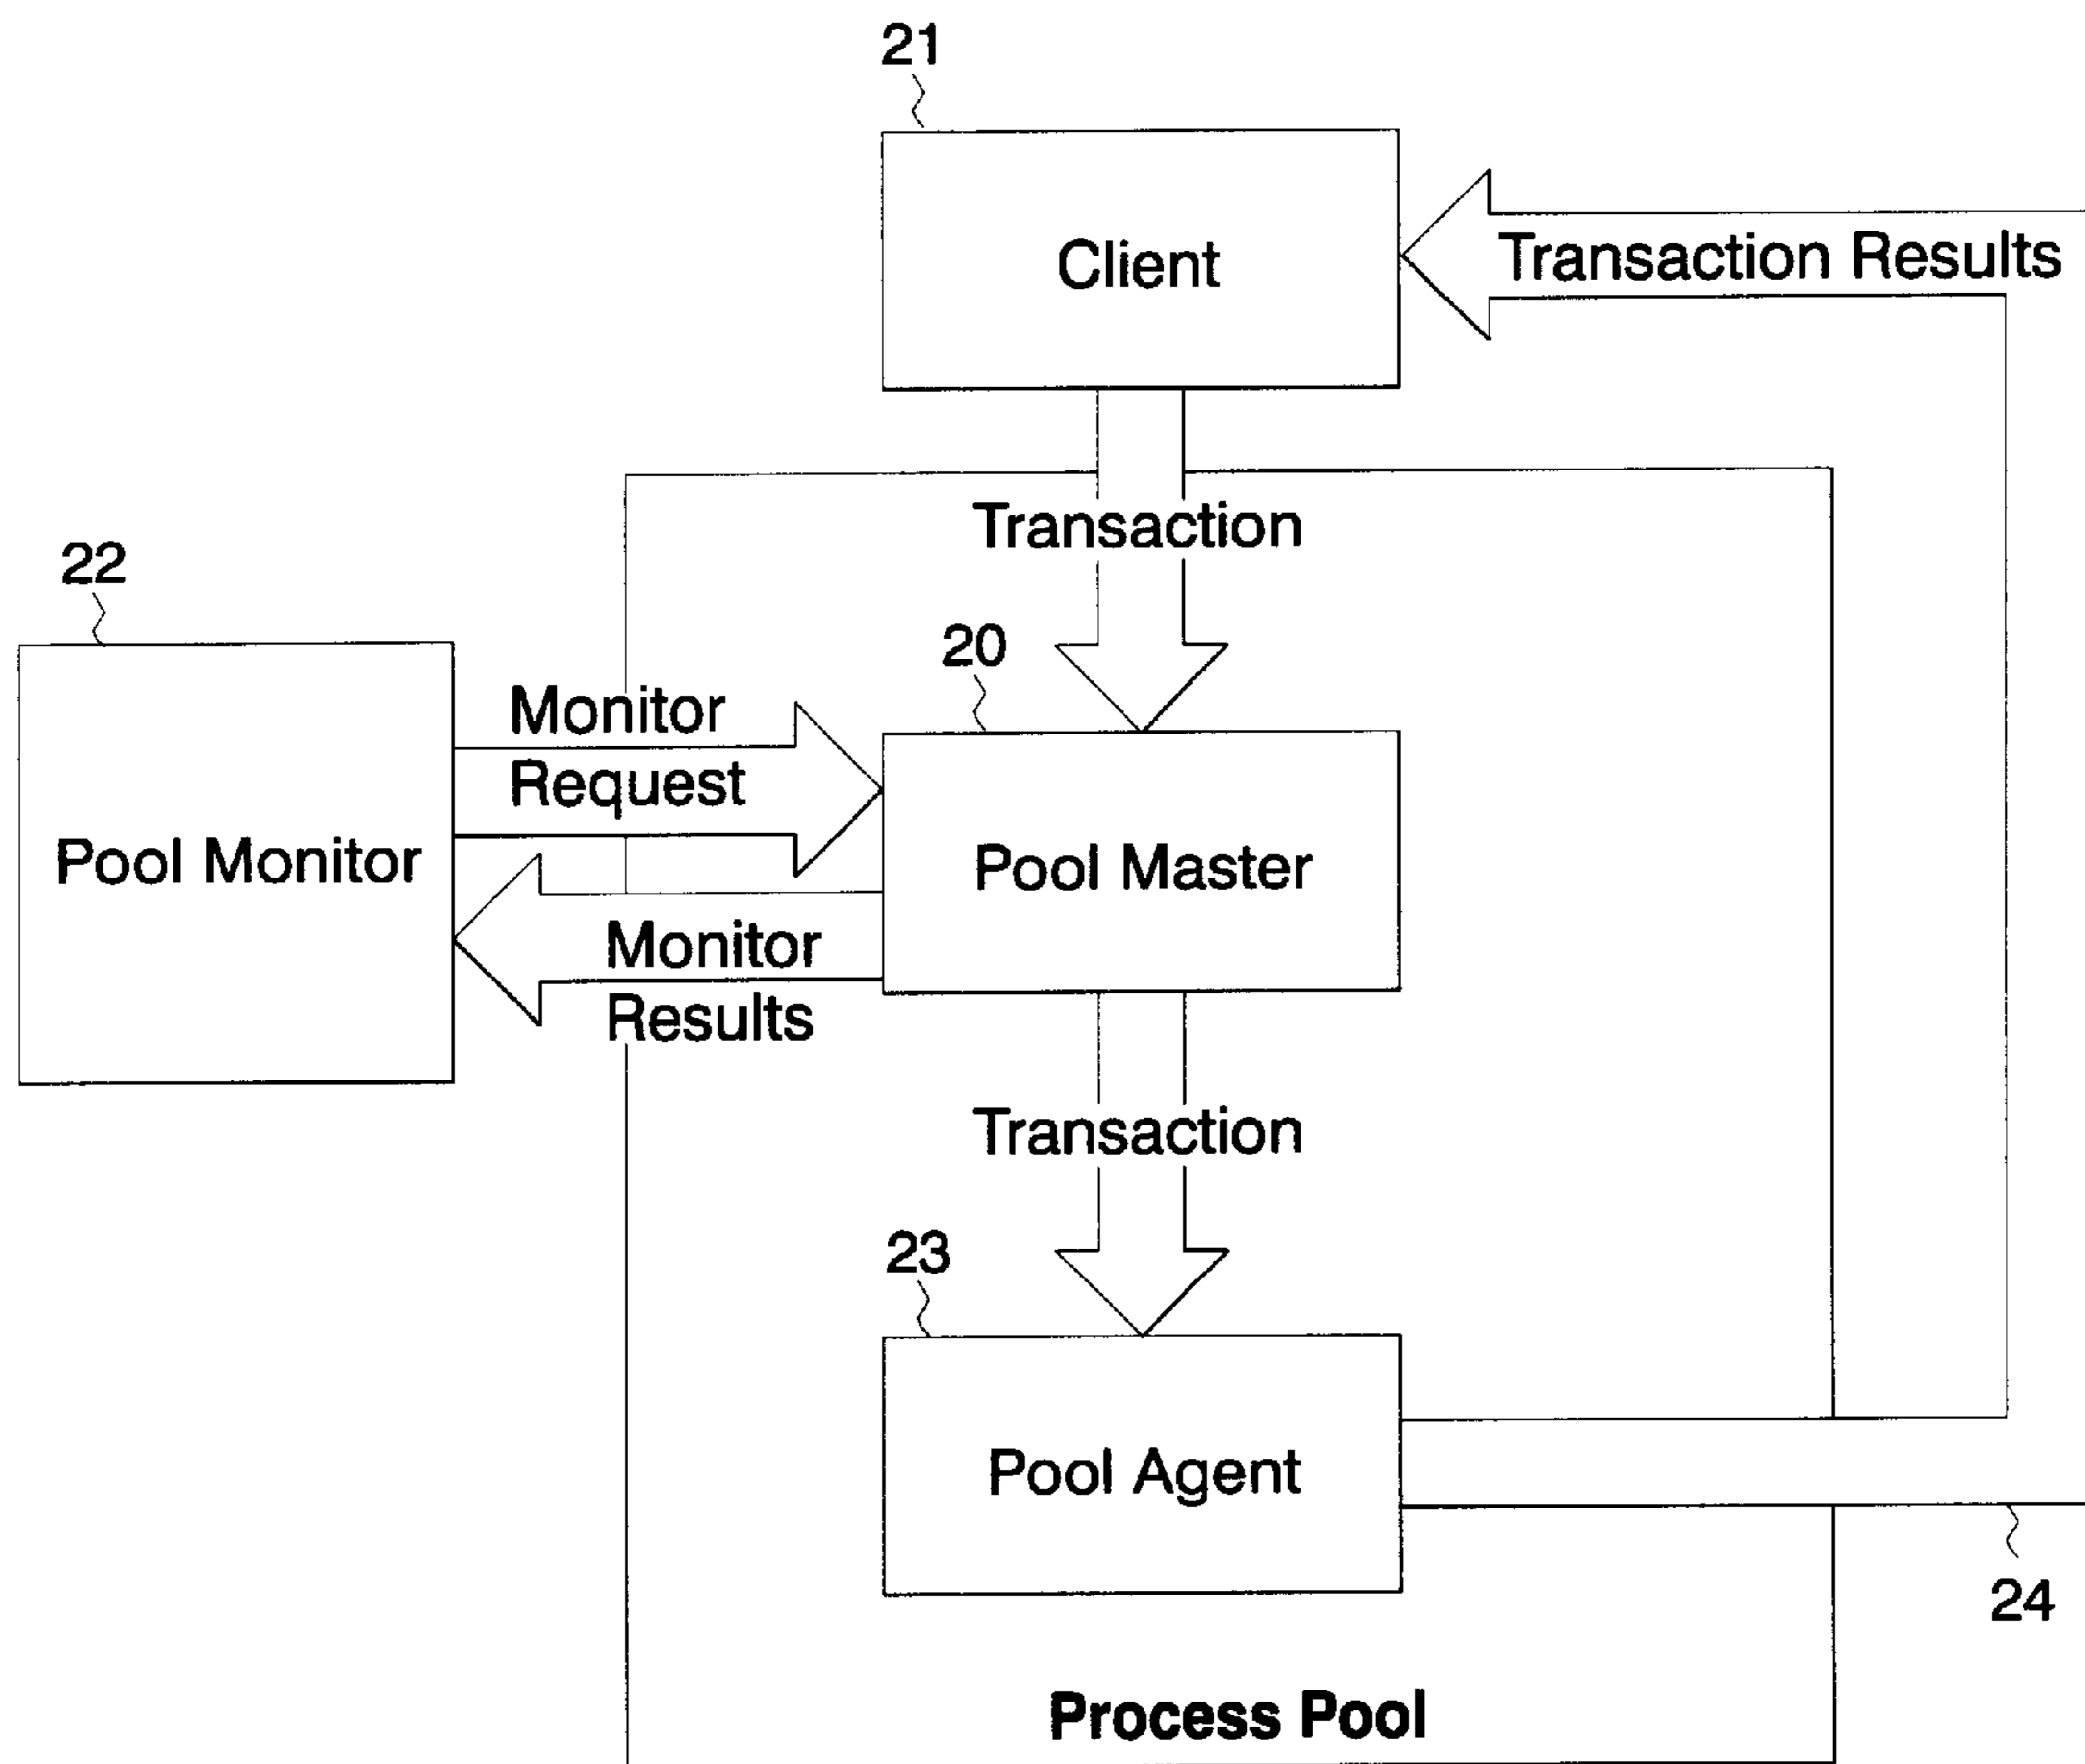 21
Client
Transaction Results
Transaction
22
20
Monitor
Request
Pool Monitor
Pool Master
Monitor
Results
Transaction
23
Pool Agent
24
Process Pool